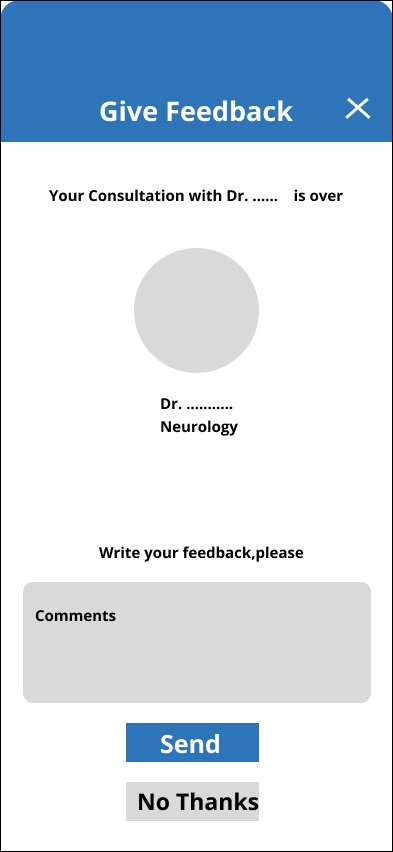 Give Feedback
Your Consultation with Dr. ...... is over
Dr. ...........
Neurology
Write your feedback,please
Comments
Send
No Thanks